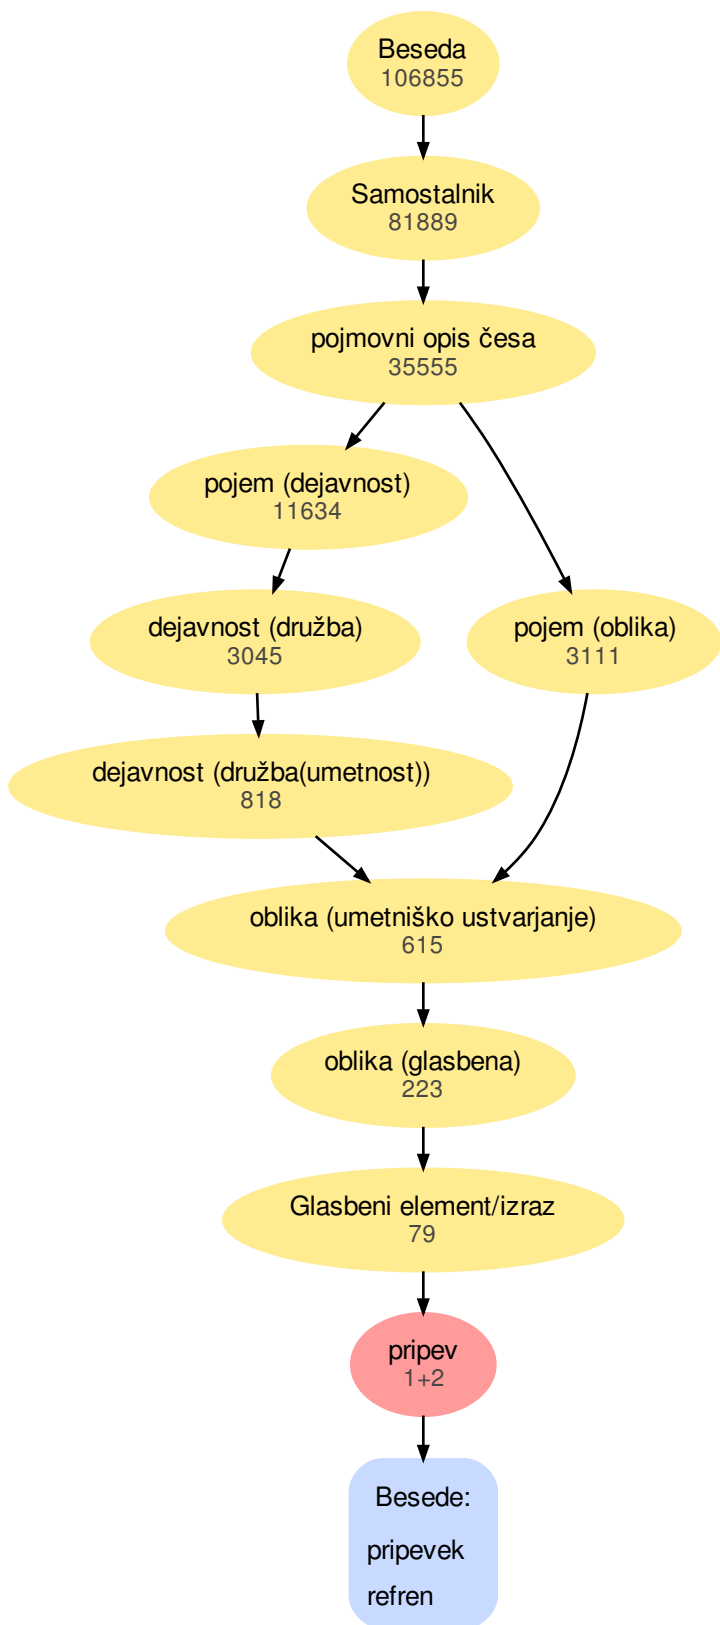 Beseda
106855
Samostalnik
81889
pojmovni opis česa
35555
pojem (dejavnost)
11634
dejavnost (družba)
3045
pojem (oblika)
3111
dejavnost (družba(umetnost))
818
oblika (umetniško ustvarjanje)
615
oblika (glasbena)
223
Glasbeni element/izraz
79
pripev
1+2
Besede:
pripevek
refren